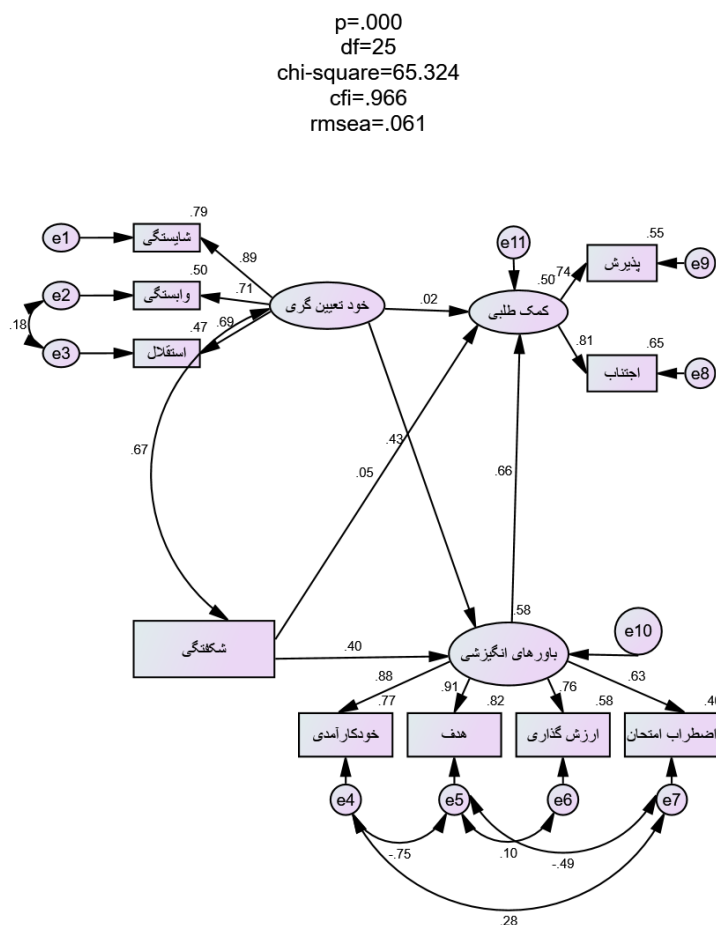 p=.000
df=25
chi-square=65.324
cfi=.966
rmsea=.061
.79
e1
شایستگی
.89
.50
e2
وابستگی
.71
.18
.47
e3
استقلال
.69
خود تعیین گری
.02
e11
.50
کمک طلبی
.74
.55
پذیرش
e9
.81
.65
اجتناب
e8
.67
.43
.05
.66
شکفتگی
.40
.58
باورهای انگیزشی
e10
.88
.91
.76
.63
.77
.82
.58
خودکارآمدی
هدف
ارزش گذاری
اضطراب امتحان
e4
e5
e6
e7
-.75
.10
-.49
.28